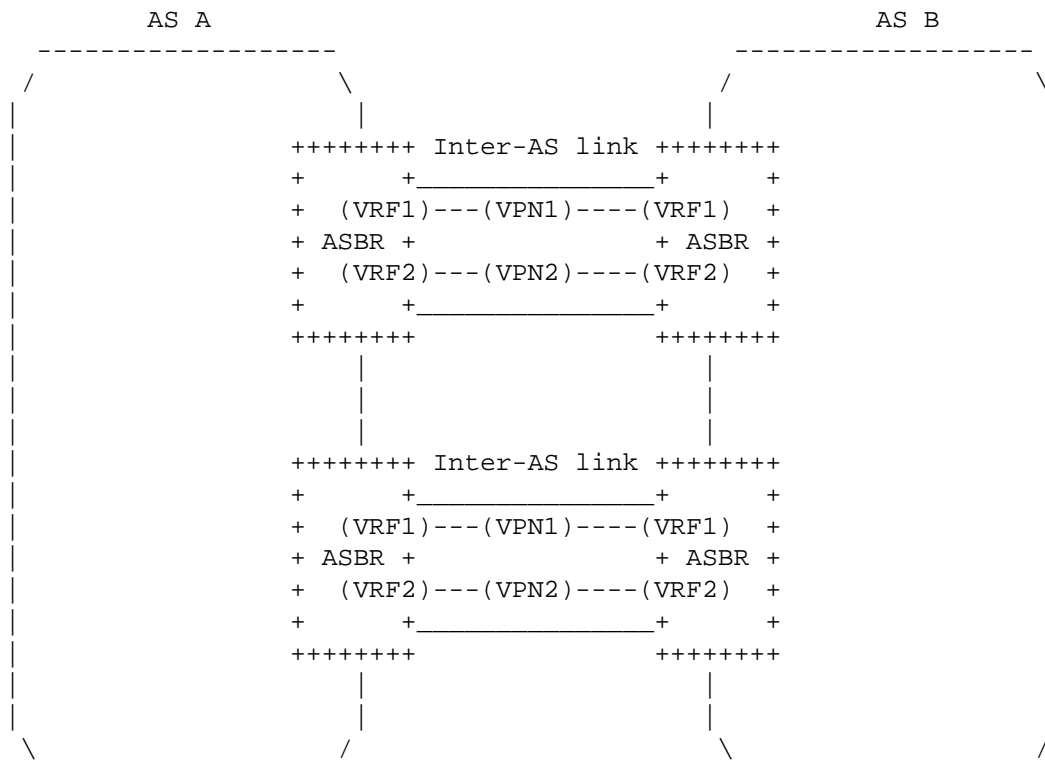 AS A AS B
Inter-AS link
(VRF1)---(VPN1)----(VRF1)
ASBR ASBR
(VRF2)---(VPN2)----(VRF2)
Inter-AS link
(VRF1)---(VPN1)----(VRF1)
ASBR ASBR
(VRF2)---(VPN2)----(VRF2)